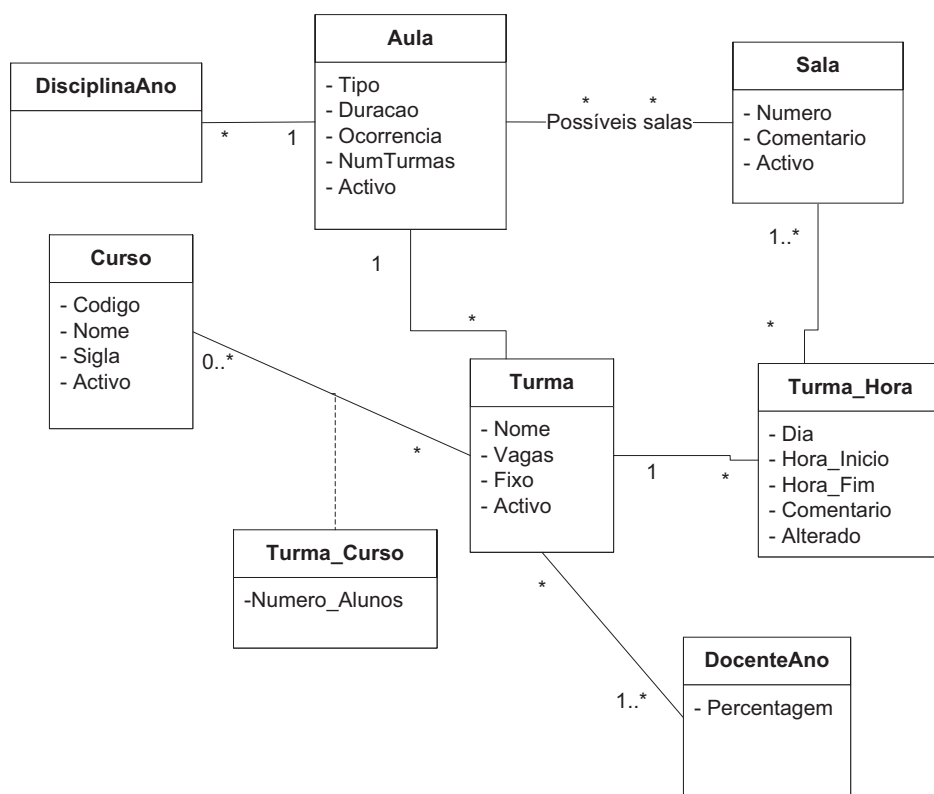 Aula
- Tipo
- Duracao
- Ocorrencia
- NumTurmas
- Activo
Sala
- Numero
- Comentario
- Activo
DisciplinaAno
* 1
* *
Possíveis salas
1..*
*
1
*
Curso
- Codigo
- Nome
- Sigla
- Activo
0..*
*
Turma
- Nome
- Vagas
- Fixo
- Activo
1 *
Turma_Hora
- Dia
- Hora_Inicio
- Hora_Fim
- Comentario
- Alterado
Turma_Curso
-Numero_Alunos
*
1..*
DocenteAno
- Percentagem